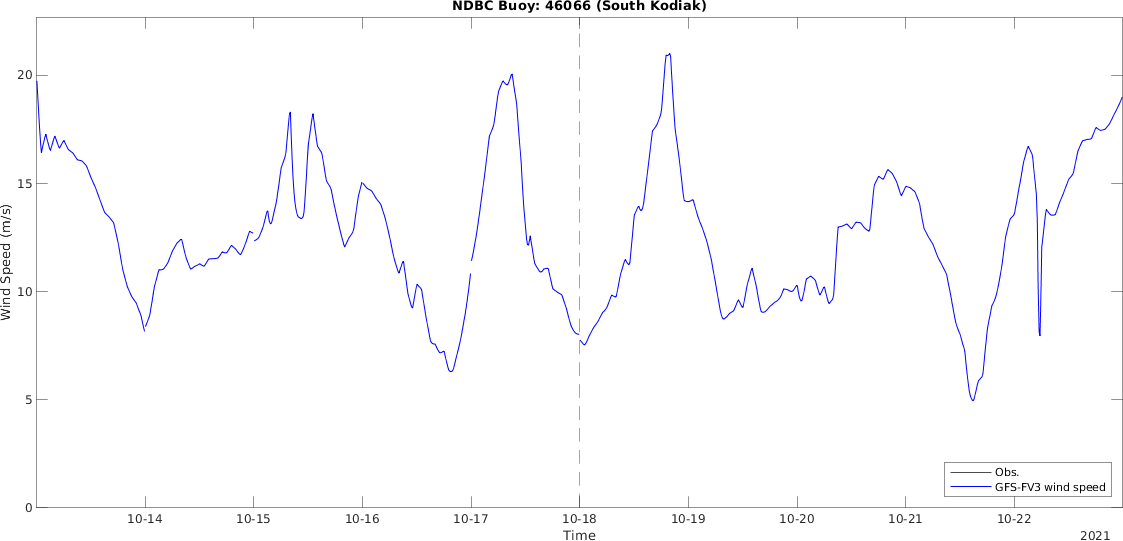 NDBC Buoy: 46066 (South Kodiak)
Wind Speed (m/s)
20
15
10
5
0
10-14 10-15 10-16 10-17 10-18 10-19 10-20 10-21 10-22
Time
2021
Obs.
GFS-FV3 wind speed